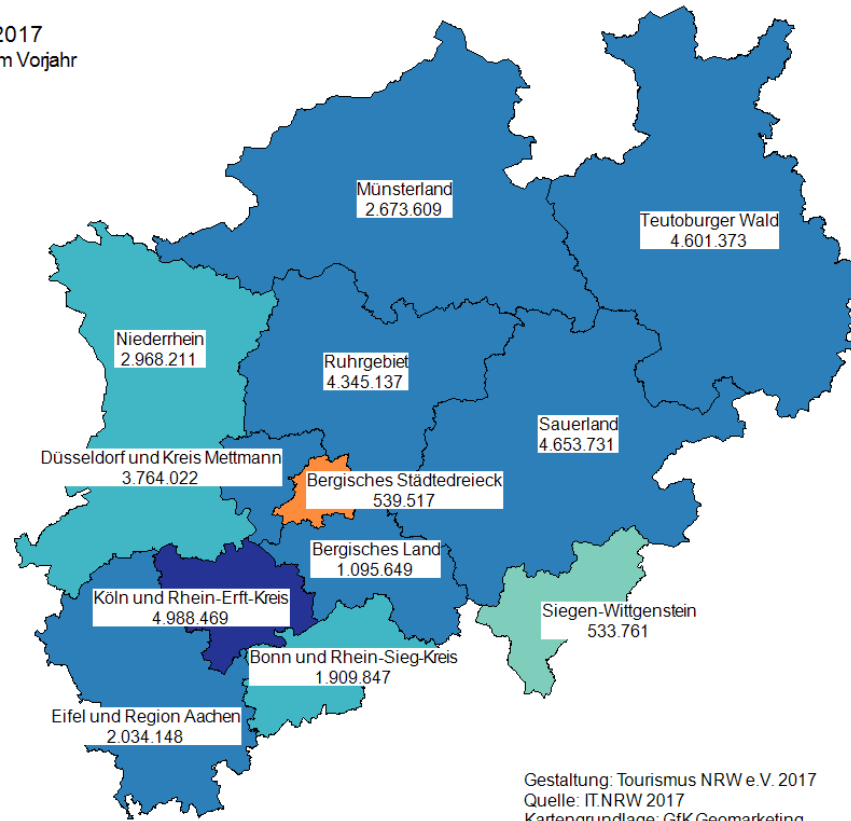 2017
m Vorjahr
Münsterland
2.673.609
Teutoburger Wald
4.601.373
Niederrhein
2.968.211
Ruhrgebiet
4.345.137
Sauerland
4.653.731
Düsseldorf und Kreis Mettmann
3.764.022
Bergisches Städtedreieck
539.517
Bergisches Land
1.095.649
Köln und Rhein-Erft-Kreis
4.988.469
Siegen-Wittgenstein
533.761
Bonn und Rhein-Sieg-Kreis
1.909.847
Eifel und Region Aachen
2.034.148
Gestaltung: Tourismus NRW e.V. 2017
Quelle: IT.NRW 2017
Kartengrundlage: GfK Geomarketing